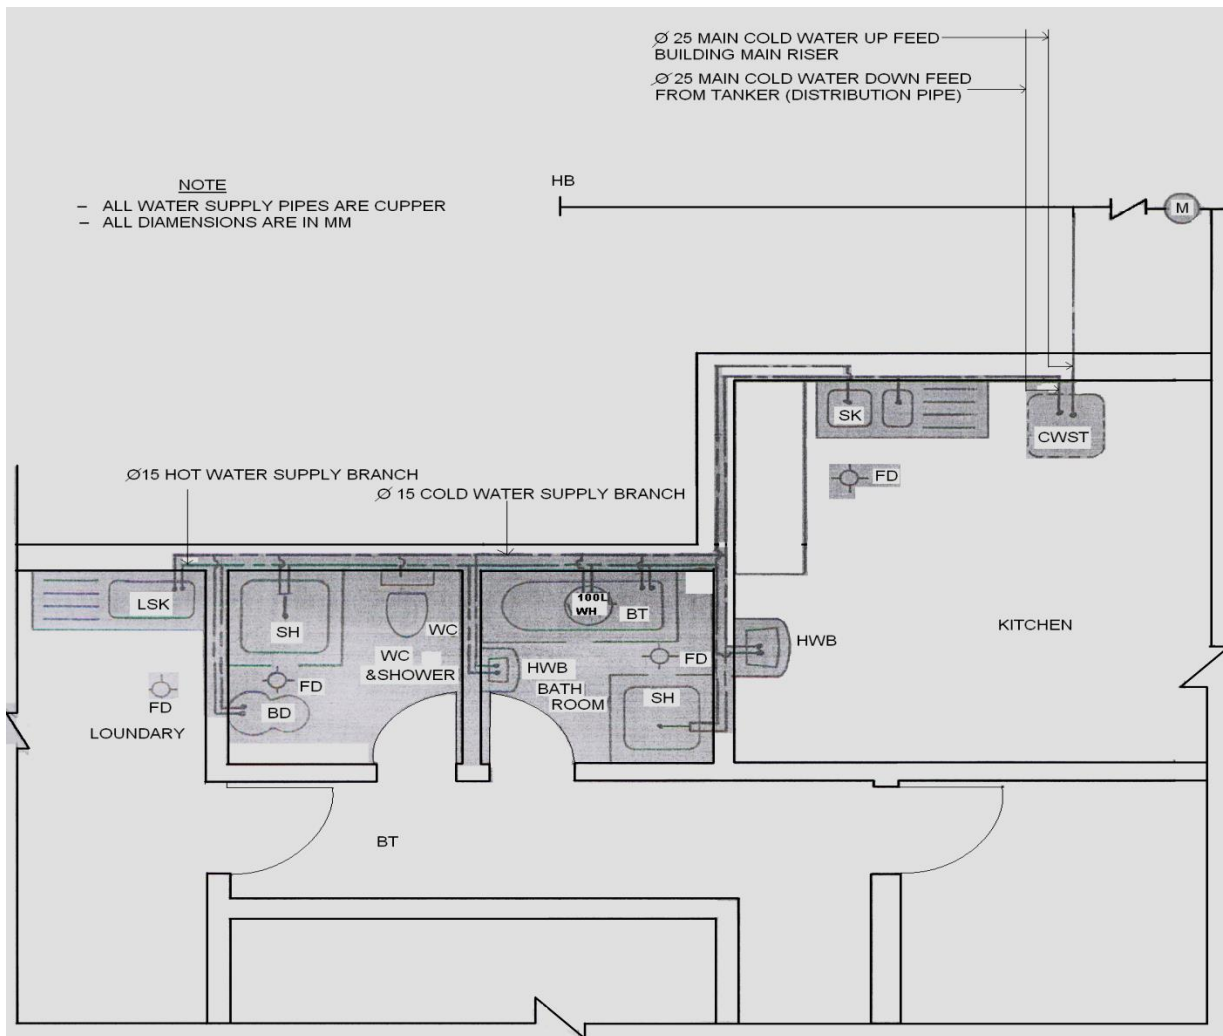 Ø 25 MAIN COLD WATER UP FEED
BUILDING MAIN RISER
Ø 25 MAIN COLD WATER DOWN FEED
FROM TANKER (DISTRIBUTION PIPE)
NOTE
– ALL WATER SUPPLY PIPES ARE CUPPER
– ALL DIAMENSIONS ARE IN MM
HB
M
SK
CWST
FD
Ø15 HOT WATER SUPPLY BRANCH
Ø 15 COLD WATER SUPPLY BRANCH
LSK
SH
WC
WC
&SHOWER
FD
BD
FD
LOUNDARY
100L
WH
BT
HWB
BATH
ROOM
FD
SH
HWB
KITCHEN
BT